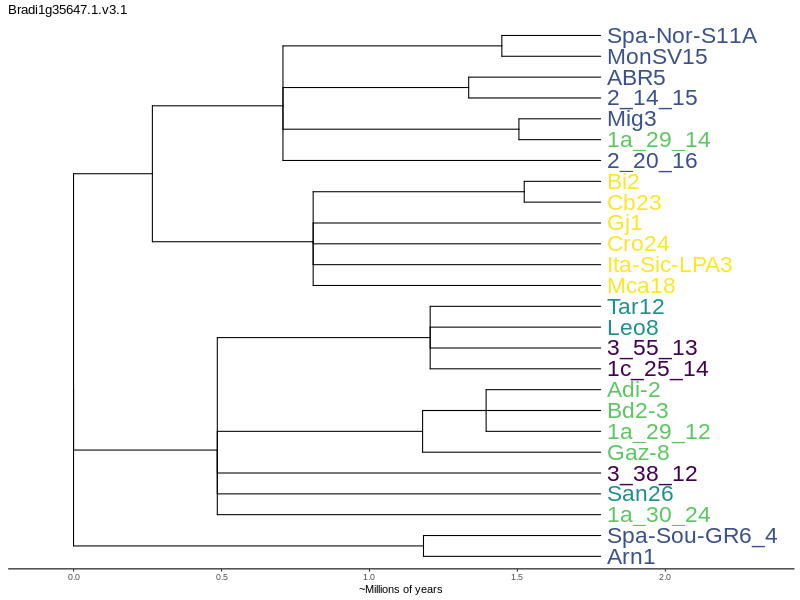 Bradi1g35647.1.v3.1
Spa-Nor-S11A
MonSV15
ABR5
2_14_15
Mig3
1a_29_14
2_20_16
Bi2
Cb23
Gj1
Cro24
Ita-Sic-LPA3
Mca18
Tar12
Leo8
3_55_13
1c_25_14
Adi-2
Bd2-3
1a_29_12
Gaz-8
3_38_12
San26
1a_30_24
Spa-Sou-GR6_4
Arn1
0.0 0.5 1.0 1.5 2.0
~Millions of years